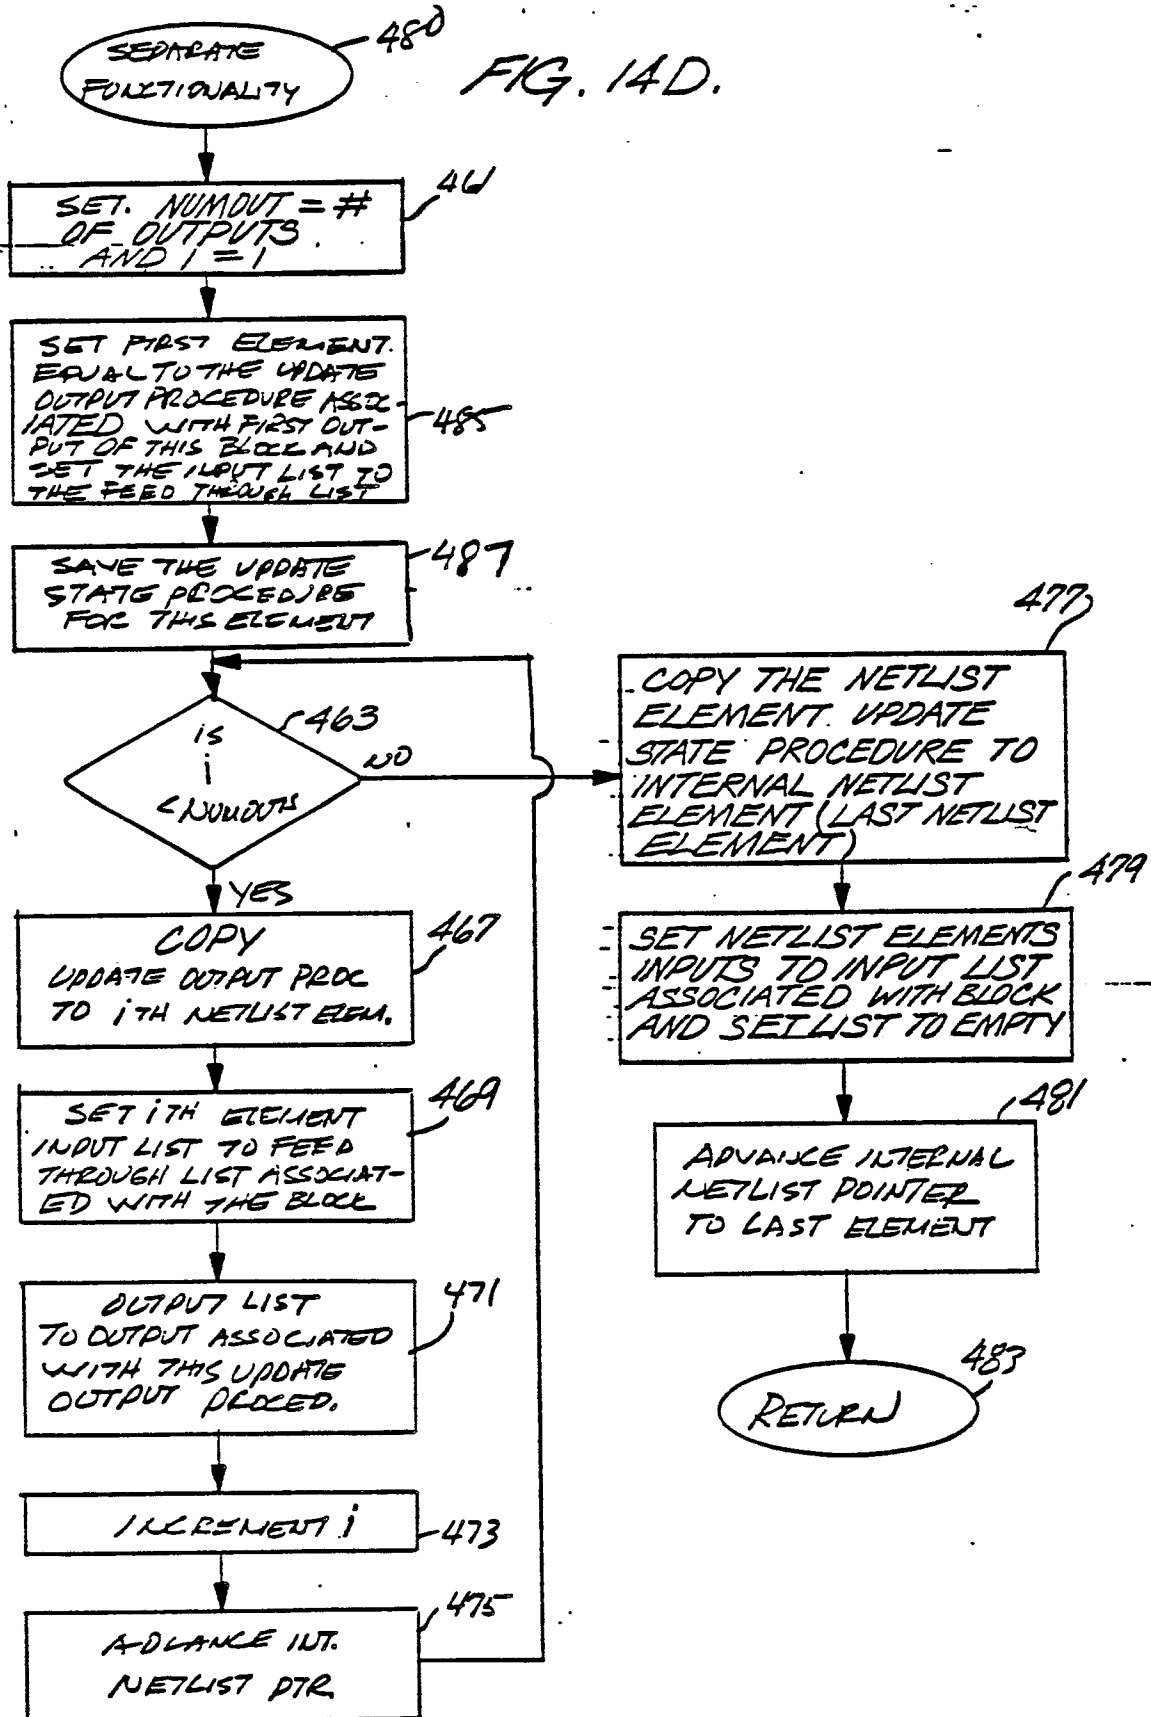 SEPARATE
FUNCTIONALITY
480
FIG. 14D.
SET. NUMOUT = #
OF OUTPUTS
AND i = 1
461
SET FIRST ELEMENT.
EQUAL TO THE UPDATE
OUTPUT PROCEDURE ASSOC-
IATED WITH FIRST OUT-
PUT OF THIS BLOCK AND
SET THE INPUT LIST TO
THE FEED THROUGH LIST
485
SAVE THE UPDATE
STATE PROCEDURE
FOR THIS ELEMENT
487
is
i
< NUMOUTS
463
NO
YES
COPY
UPDATE OUTPUT PROC
TO iTH NETLIST ELEM.
467
SET iTH ELEMENT
INPUT LIST TO FEED
THROUGH LIST ASSOCIAT-
ED WITH THE BLOCK
469
OUTPUT LIST
TO OUTPUT ASSOCIATED
WITH THIS UPDATE
OUTPUT PROCED.
471
INCREMENT i
473
ADVANCE INT.
NETLIST PTR
475
COPY THE NETLIST
ELEMENT. UPDATE
STATE PROCEDURE TO
INTERNAL NETLIST
ELEMENT (LAST NETLIST
ELEMENT)
477
SET NETLIST ELEMENTS
INPUTS TO INPUT LIST
ASSOCIATED WITH BLOCK
AND SET LIST TO EMPTY
479
ADVANCE INTERNAL
NETLIST POINTER
TO LAST ELEMENT
481
RETURN
483